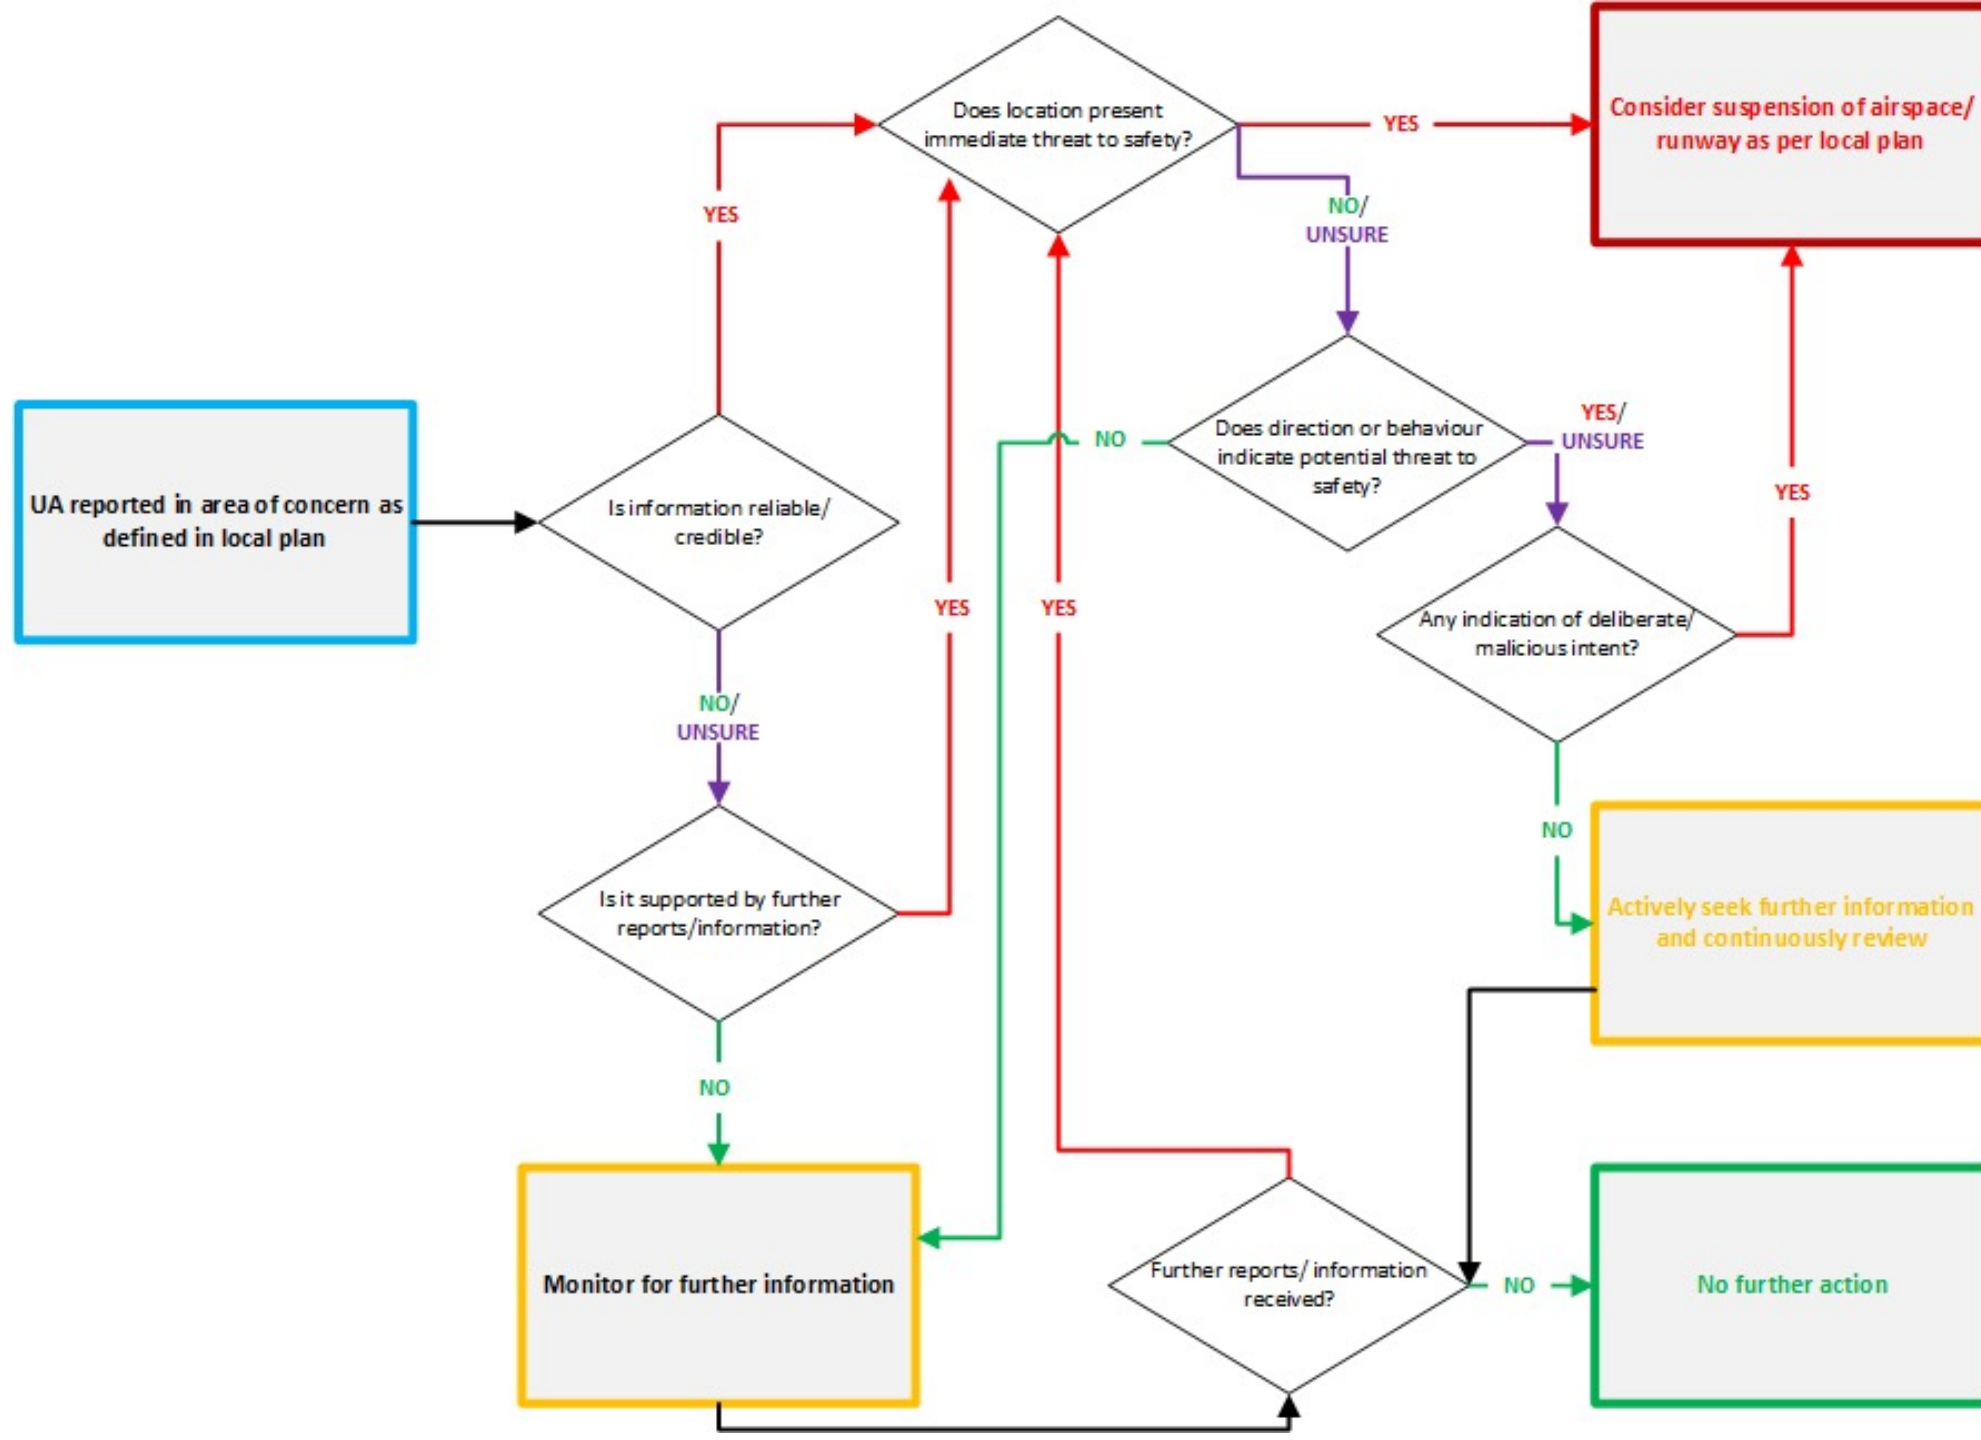 Does location present
immediate threat to safety?
YES
Consider suspension of airspace/
runway as per local plan
YES
NO/
UNSURE
UA reported in area of concern as
defined in local plan
Is information reliable/
credible?
NO
Does direction or behaviour
indicate potential threat to
safety?
YES/
UNSURE
YES
YES
YES
Any indication of deliberate/
malicious intent?
NO/
UNSURE
NO
Is it supported by further
reports/information?
Actively seek further information
and continuously review
NO
Monitor for further information
Further reports/ information
received?
NO
No further action